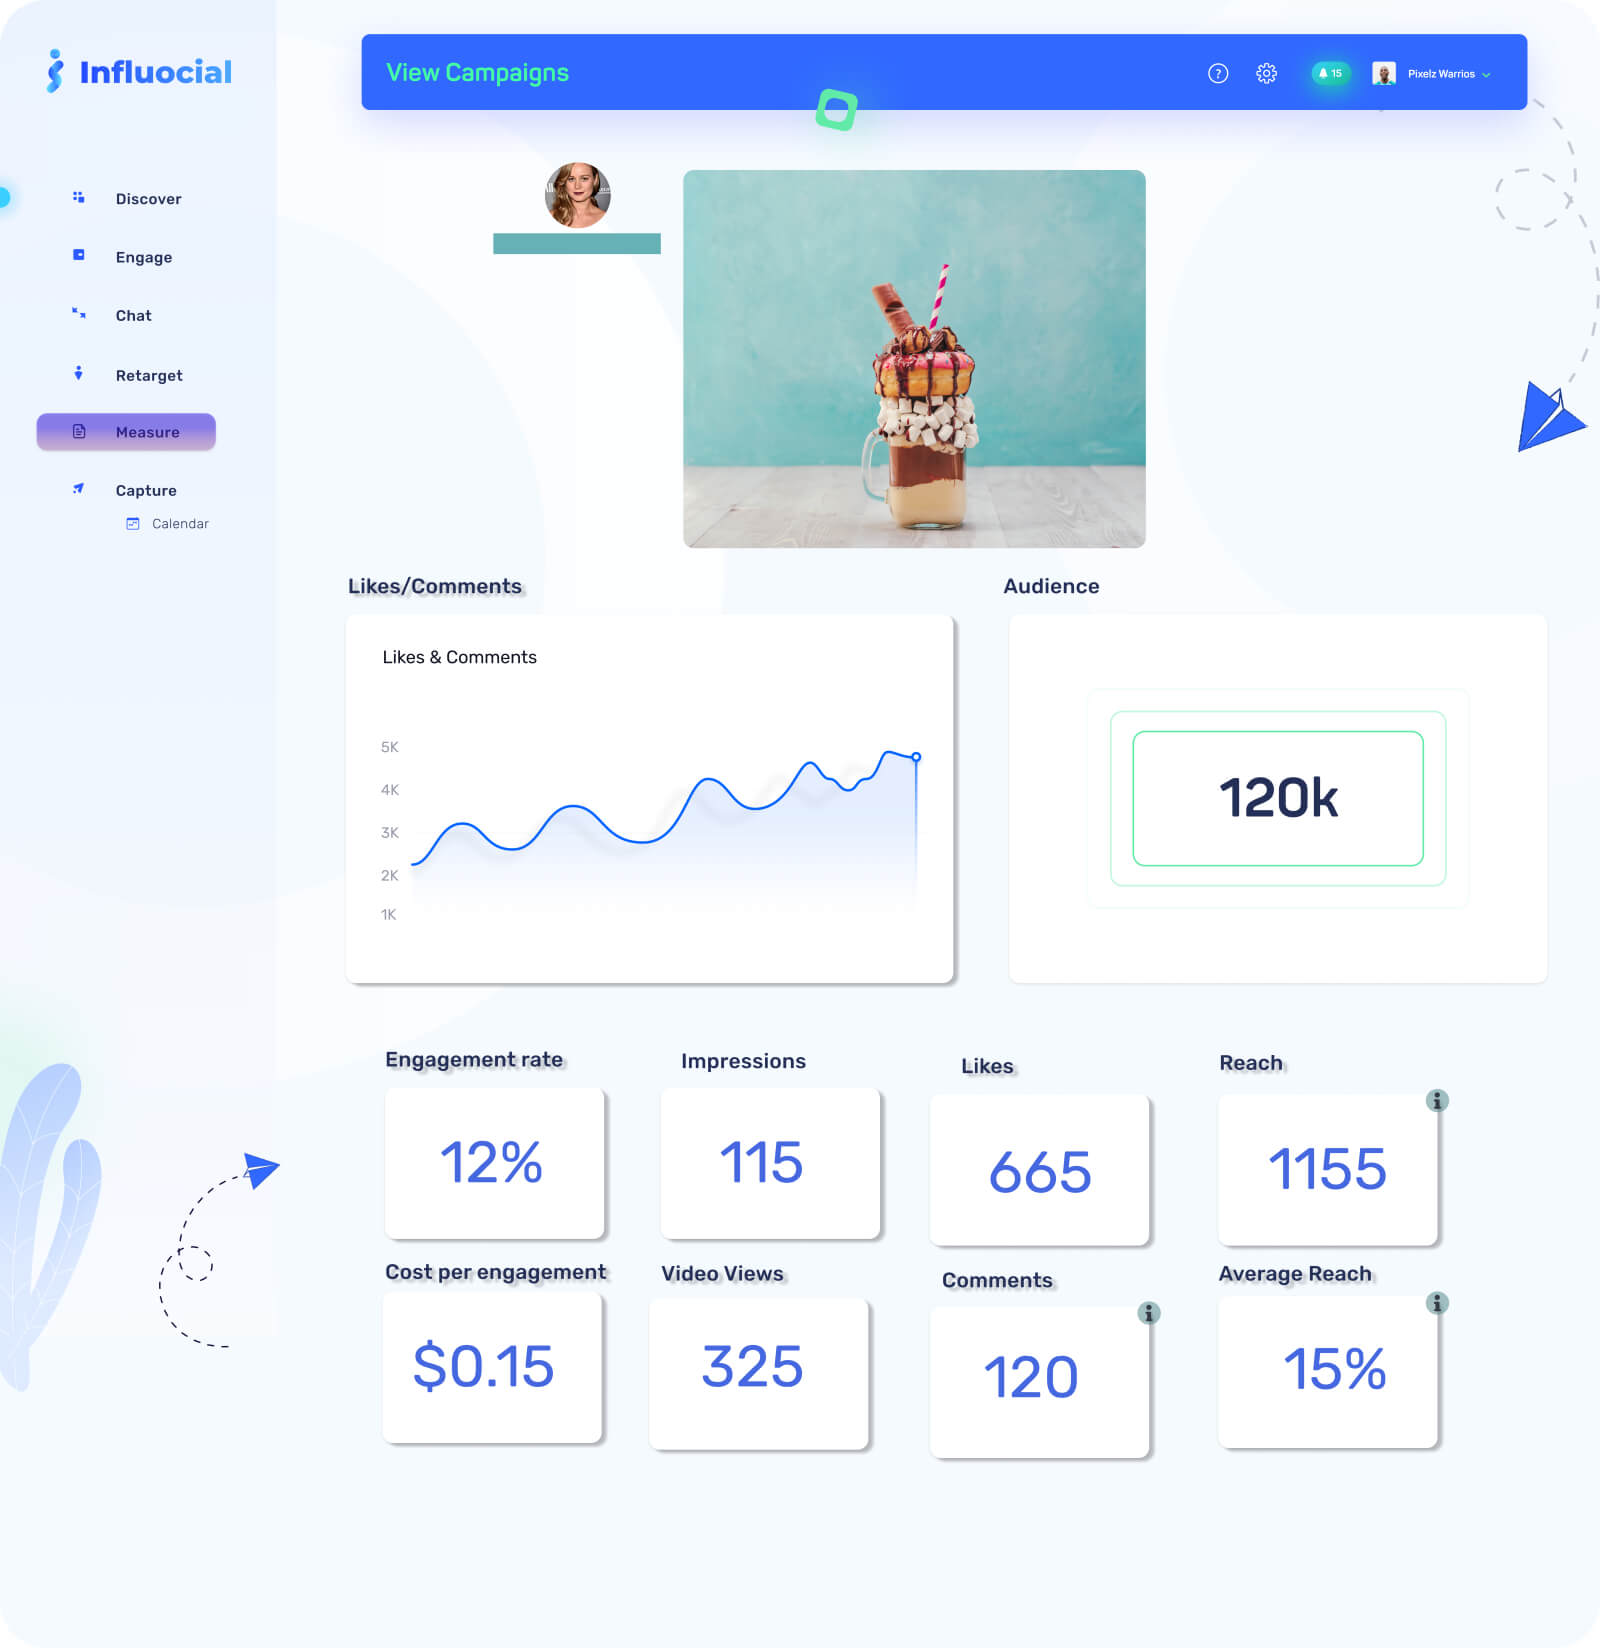 Influocial
View Campaigns
?
15
Pixelz Warrios
Discover
Engage
Chat
Retarget
Measure
Capture
Calendar
Likes/Comments
Audience
Likes & Comments
5K
4K
3K
2K
1K
120k
Engagement rate
Impressions
Likes
Reach
12%
115
665
1155
Cost per engagement
Video Views
Comments
Average Reach
$0.15
325
120
15%